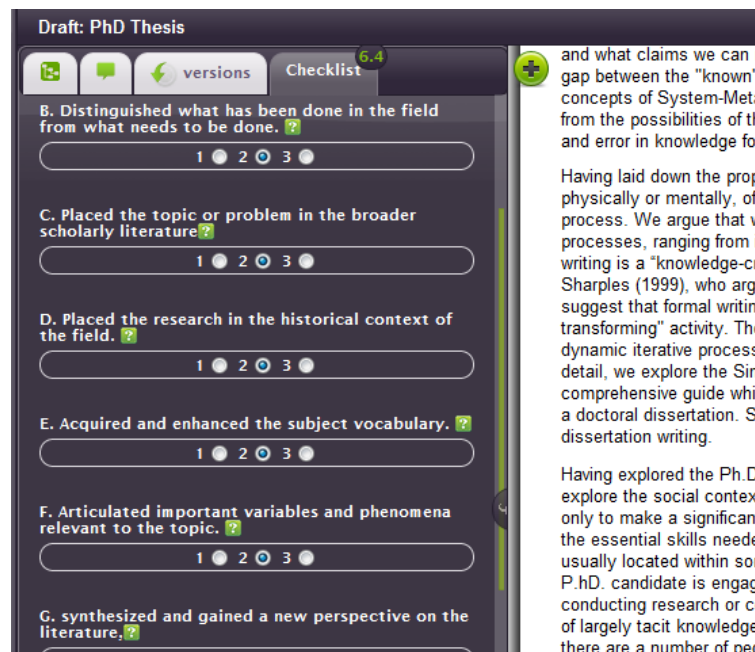 Draft: PhD Thesis
versions
Checklist
6.4
B. Distinguished what has been done in the field
from what needs to be done. ?
1 2 3
C. Placed the topic or problem in the broader
scholarly literature?
1 2 3
D. Placed the research in the historical context of
the field. ?
1 2 3
E. Acquired and enhanced the subject vocabulary. ?
1 2 3
F. Articulated important variables and phenomena
relevant to the topic. ?
1 2 3
G. synthesized and gained a new perspective on the
literature.?
and what claims we can
gap between the "known"
concepts of System-Meta
from the possibilities of th
and error in knowledge fo
Having laid down the prop
physically or mentally, of
process. We argue that w
processes, ranging from
writing is a "knowledge-cr
Sharples (1999), who arg
suggest that formal writin
transforming" activity. The
dynamic iterative process
detail, we explore the Sin
comprehensive guide whi
a doctoral dissertation. S
dissertation writing.
Having explored the Ph.D
explore the social contex
only to make a significan
the essential skills neede
usually located within so
P.hD. candidate is engag
conducting research or c
of largely tacit knowledge
there are a number of pe